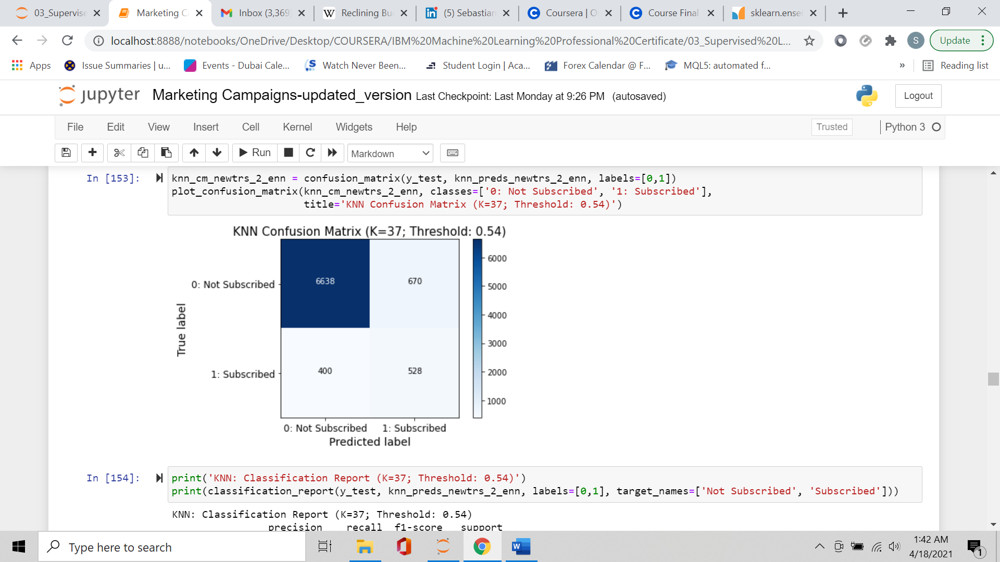 03_Supervise
Marketing C
Inbox (3,369
Reclining Bu
(5) Sebastian
Coursera | O
Course Final
sklearn.ense
localhost:8888/notebooks/OneDrive/Desktop/COURSERA/IBM%20Machine%20Learning%20Professional%20Certificate/03_Supervised%20L...
S
Update
Apps
Issue Summaries | u...
Events - Dubai Cale...
Watch Never Been...
Student Login | Aca...
Forex Calendar @ F...
MQL5: automated f...
»
Reading list
jupyter
Marketing Campaigns-updated_version Last Checkpoint: Last Monday at 9:26 PM (autosaved)
Logout
File Edit View Insert Cell Kernel Widgets Help
Trusted
Python 3
Run
Markdown
In [153]:
knn_cm_newtrs_2_enn = confusion_matrix(y_test, knn_preds_newtrs_2_enn, labels=[0,1])
plot_confusion_matrix(knn_cm_newtrs_2_enn, classes=['0: Not Subscribed', '1: Subscribed'],
title='KNN Confusion Matrix (K=37; Threshold: 0.54)')
KNN Confusion Matrix (K=37; Threshold: 0.54)
6638
670
400
528
0: Not Subscribed
1: Subscribed
True label
0: Not Subscribed
1: Subscribed
Predicted label
6000
5000
4000
3000
2000
1000
In [154]:
print('KNN: Classification Report (K=37; Threshold: 0.54)')
print(classification_report(y_test, knn_preds_newtrs_2_enn, labels=[0,1], target_names=['Not Subscribed', 'Subscribed']))
KNN: Classification Report (K=37; Threshold: 0.54)
precision recall f1-score support
Type here to search
1:42 AM
4/18/2021
1